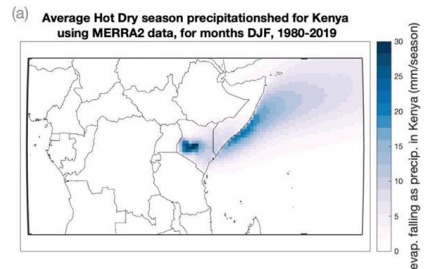 (a)
Average Hot Dry season precipitationshed for Kenya
using MERRA2 data, for months DJF, 1980-2019
30
25
20
15
10
5
0
evap. falling as precip. in Kenya (mm/season)